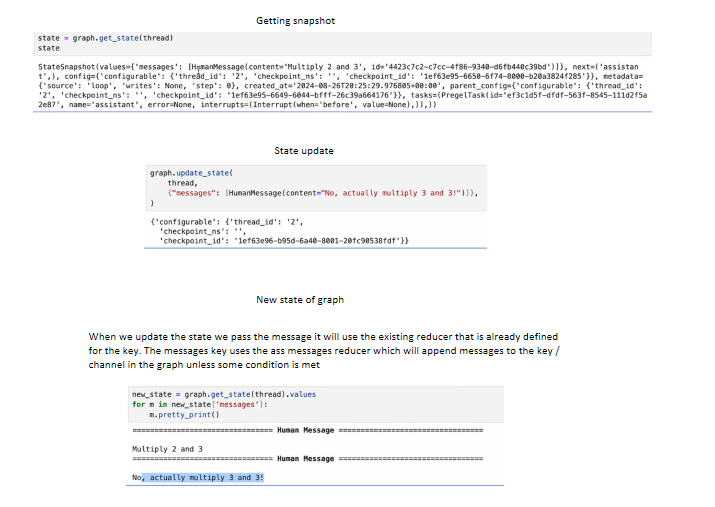 Getting snapshot
state = graph.get_state(thread)
state
StateSnapshot(values={'messages': [HumanMessage(content='Multiply 2 and 3', id='4423c7c2-c7cc-4f86-9340-d6fb440c39bd')]}, next=('assistan
t',), config={'configurable': {'thread_id': '2', 'checkpoint_ns': '', 'checkpoint_id': '1ef63e95-6650-6f74-8000-b20a3824f285'}}, metadata=
{'source': 'loop', 'writes': None, 'step': 0}, created_at='2024-08-26T20:25:29.976805+00:00', parent_config={'configurable': {'thread_id':
'2', 'checkpoint_ns': '', 'checkpoint_id': '1ef63e95-6649-6044-bfff-26c39a664176'}}, tasks=(PregelTask(id='ef3c1d5f-dfdf-563f-8545-111d2f5a
2e87', name='assistant', error=None, interrupts=(Interrupt(when='before', value=None),)),))
State update
graph.update_state(
thread,
{"messages": [HumanMessage(content="No, actually multiply 3 and 3!")]},
)
{'configurable': {'thread_id': '2',
'checkpoint_ns': '',
'checkpoint_id': '1ef63e96-b95d-6a40-8001-20fc90538fdf'}}
New state of graph
When we update the state we pass the message it will use the existing reducer that is already defined
for the key. The messages key uses the ass messages reducer which will append messages to the key /
channel in the graph unless some condition is met
new_state = graph.get_state(thread).values
for m in new_state['messages']:
m.pretty_print()
================================ Human Message =================================
Multiply 2 and 3
================================ Human Message =================================
No, actually multiply 3 and 3!